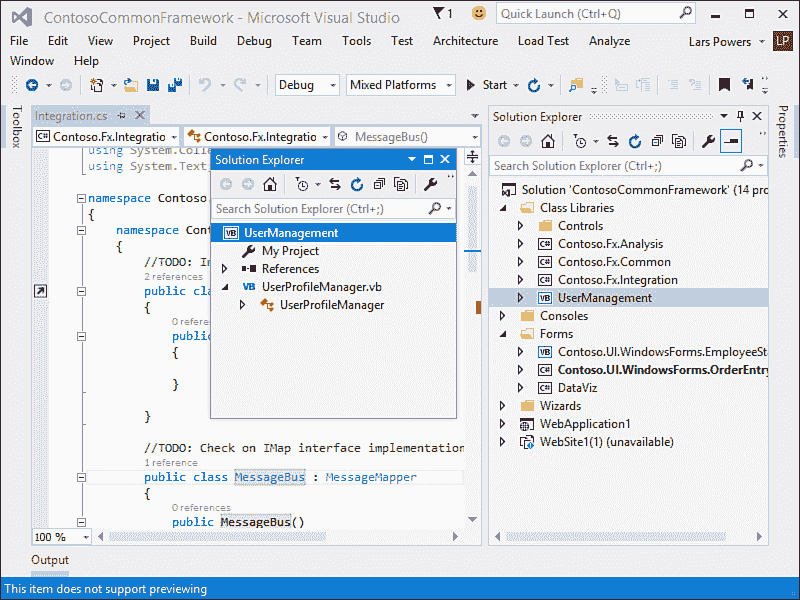 ContosoCommonFramework - Microsoft Visual Studio
1
Quick Launch (Ctrl+Q)
File Edit View Project Build Debug Team Tools Test Architecture Load Test Analyze Lars Powers LP
Window Help
Debug Mixed Platforms Start
Toolbox
Integration.cs
Contoso.Fx.Integratio Contoso.Fx.Integratio MessageBus()
using System.Colle
using System.Text;
namespace Contoso.
{
namespace Cont
{
//TODO: In
2 references
public clas
{
0 referen
public
{
}
}
//TODO: Check on IMap interface implementation
1 reference
public class MessageBus : MessageMapper
{
0 references
public MessageBus()
100 %
Solution Explorer
Search Solution Explorer (Ctrl+;)
VB UserManagement
My Project
References
VB UserProfileManager.vb
UserProfileManager
Solution Explorer
Search Solution Explorer (Ctrl+;)
Solution 'ContosoCommonFramework' (14 pro
Class Libraries
Controls
C# Contoso.Fx.Analysis
C# Contoso.Fx.Common
C# Contoso.Fx.Integration
VB UserManagement
Consoles
Forms
VB Contoso.UI.WindowsForms.EmployeeSt
C# Contoso.UI.WindowsForms.OrderEntry
C# DataViz
Wizards
WebApplication1
WebSite1(1) (unavailable)
Properties
Output
This item does not support previewing